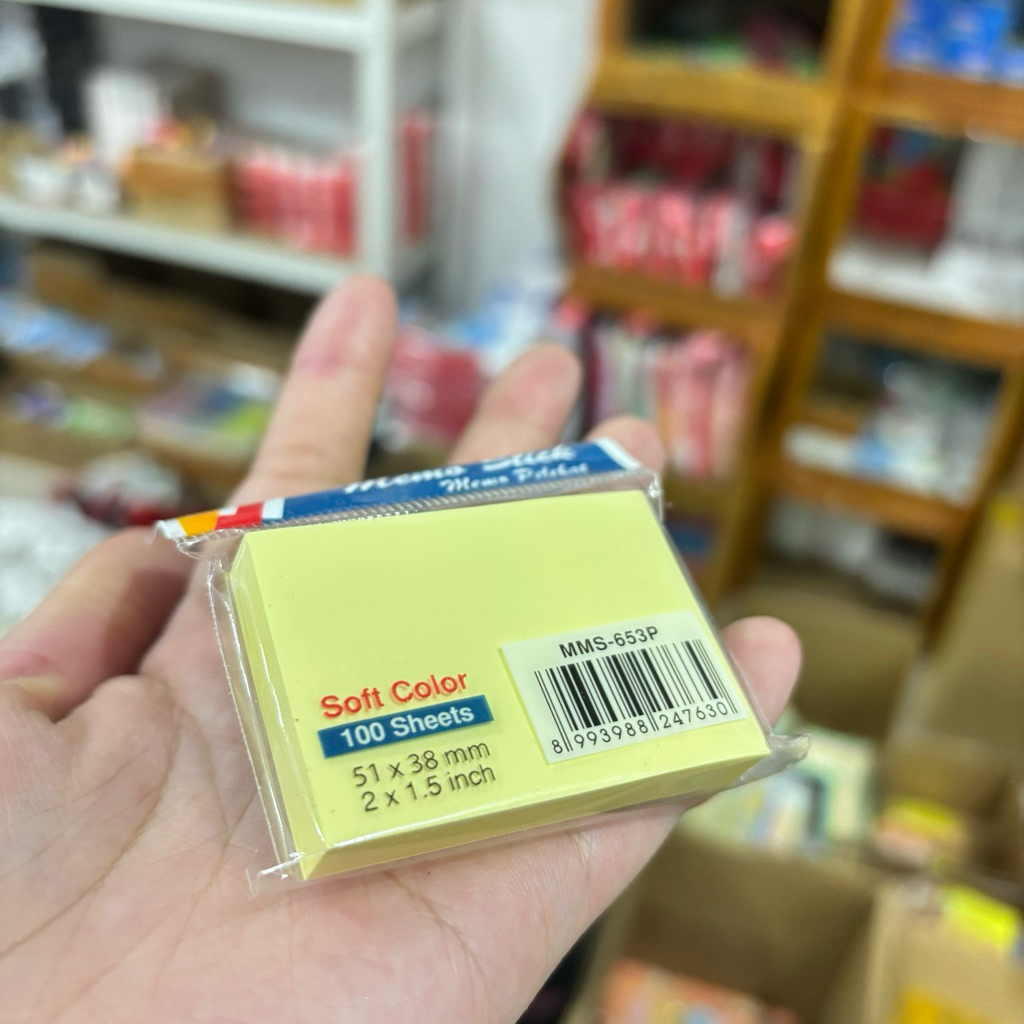 Memo Stick
Memo Pelekat
MMS-653P
8 993988 247630
Soft Color
100 Sheets
51 x 38 mm
2 x 1.5 inch